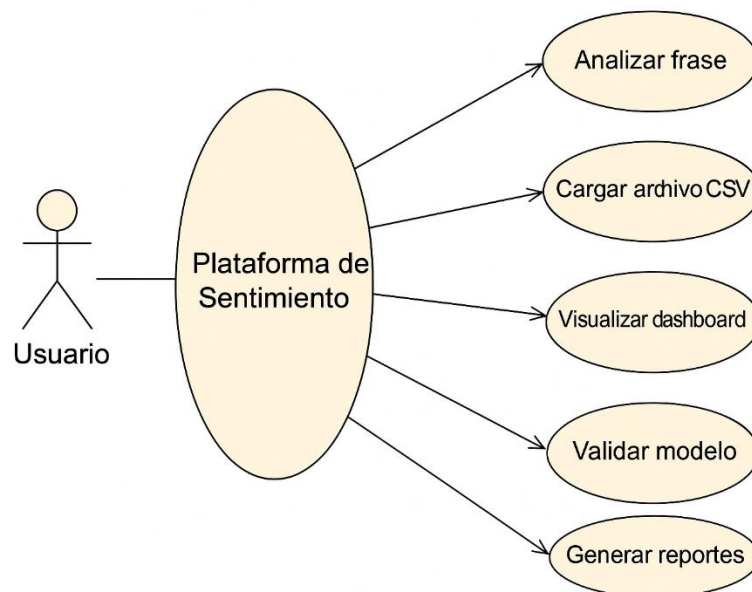 Analizar frase
Cargar archivo CSV
Plataforma de
Sentimiento
Visualizar dashboard
Usuario
Validar modelo
Generar reportes